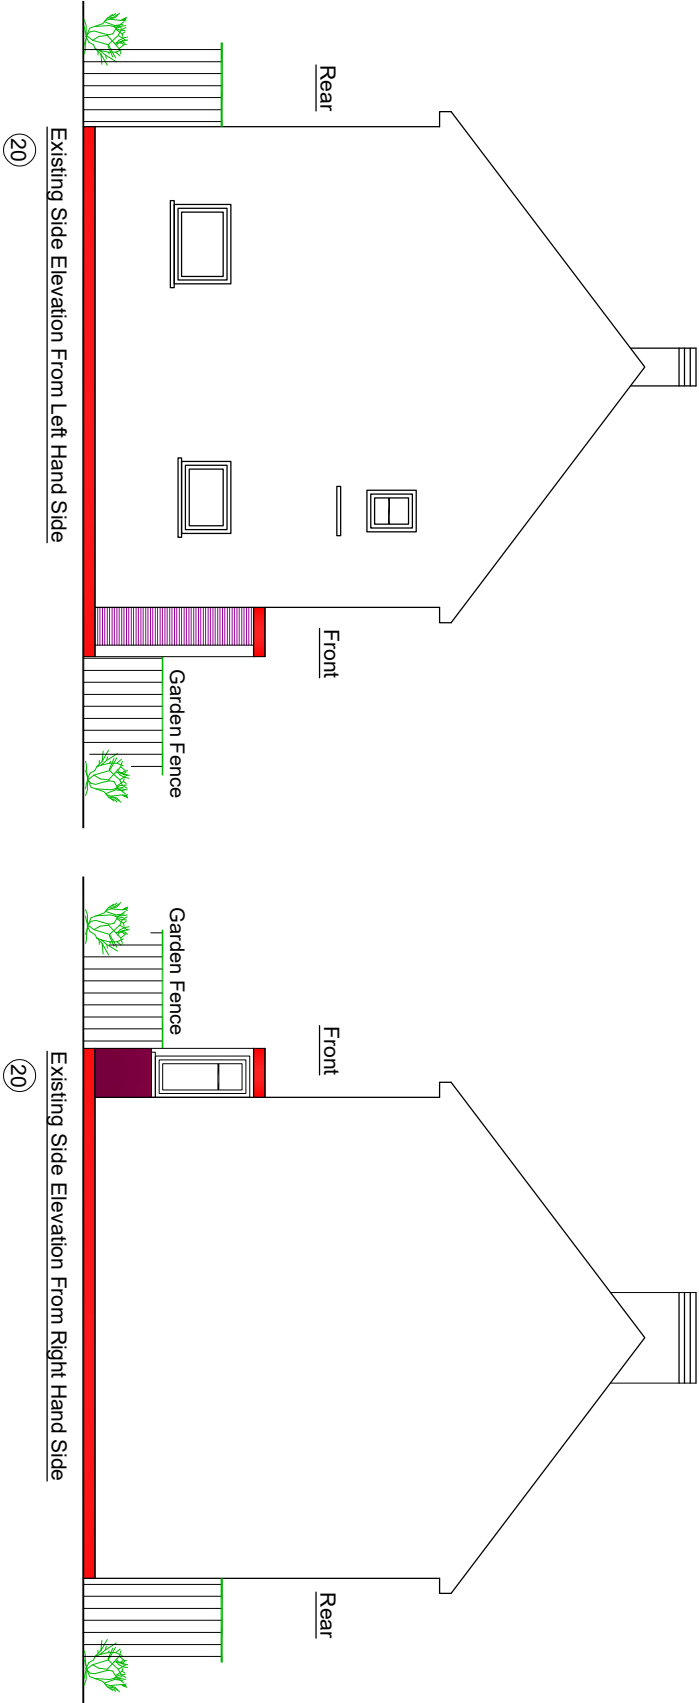 Rear
Front
Garden Fence
Existing Side Elevation From Left Hand Side
20
Garden Fence
Front
Rear
Existing Side Elevation From Right Hand Side
20